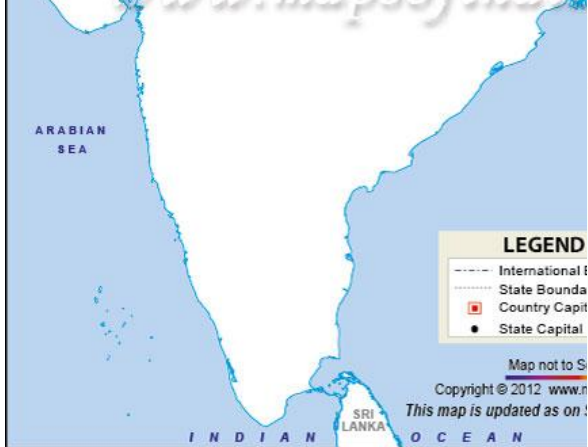 ARABIAN
SEA
LEGEND
International
State Bounda
Country Capit
State Capital
Map not to
Copyright © 2012 www.
This map is updated as on
SRI
LANKA
INDIAN OCEAN